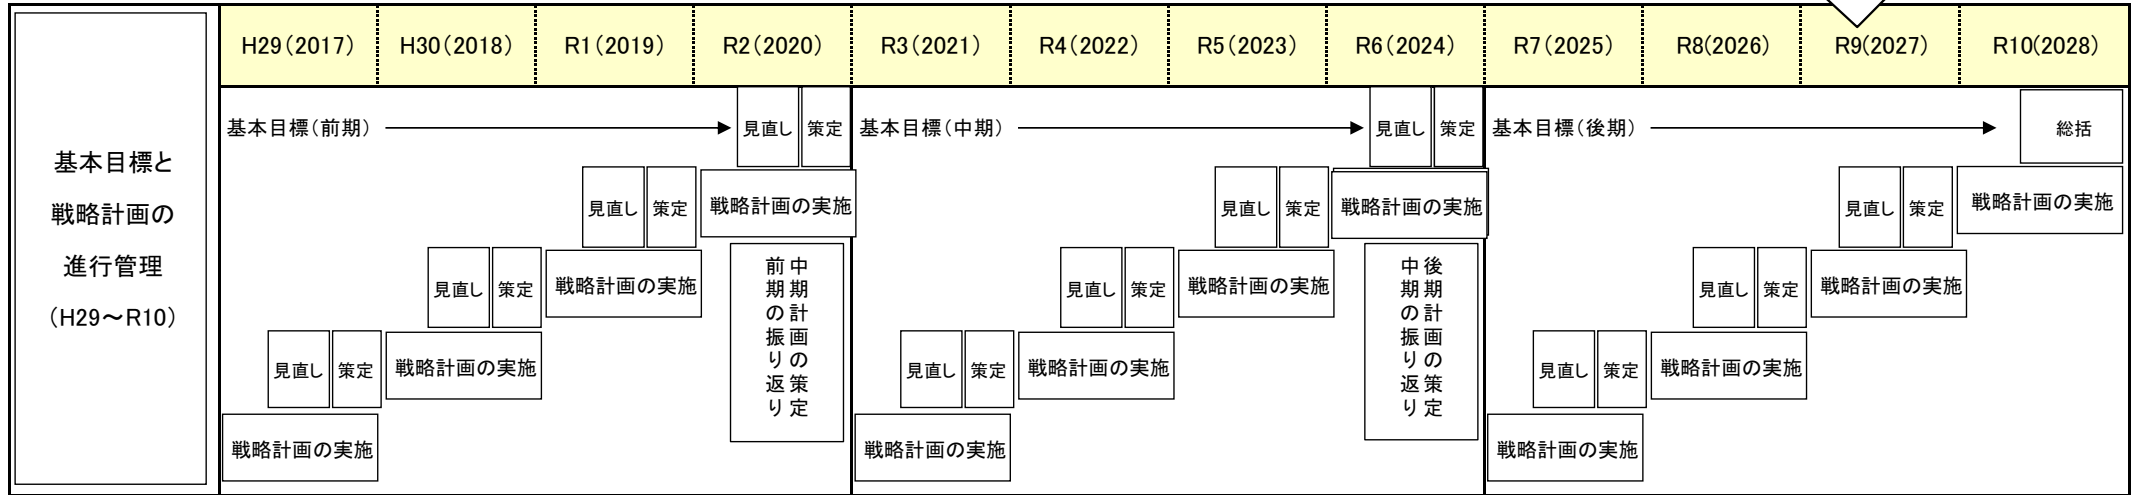 基本目標と
戦略計画の
進行管理
(H29～R10)
H29(2017) H30(2018) R1(2019) R2(2020) R3(2021) R4(2022) R5(2023) R6(2024) R7(2025) R8(2026) R9(2027) R10(2028)
基本目標(前期) 見直し 策定 基本目標(中期) 見直し 策定 基本目標(後期) 総括
見直し 策定 戦略計画の実施 見直し 策定 戦略計画の実施 見直し 策定 戦略計画の実施
見直し 策定 戦略計画の実施 見直し 策定 戦略計画の実施 見直し 策定 戦略計画の実施
中期計画の策定
前期の振り返り
後期計画の策定
中期の振り返り
見直し 策定 戦略計画の実施 見直し 策定 戦略計画の実施 見直し 策定 戦略計画の実施
戦略計画の実施 戦略計画の実施 戦略計画の実施